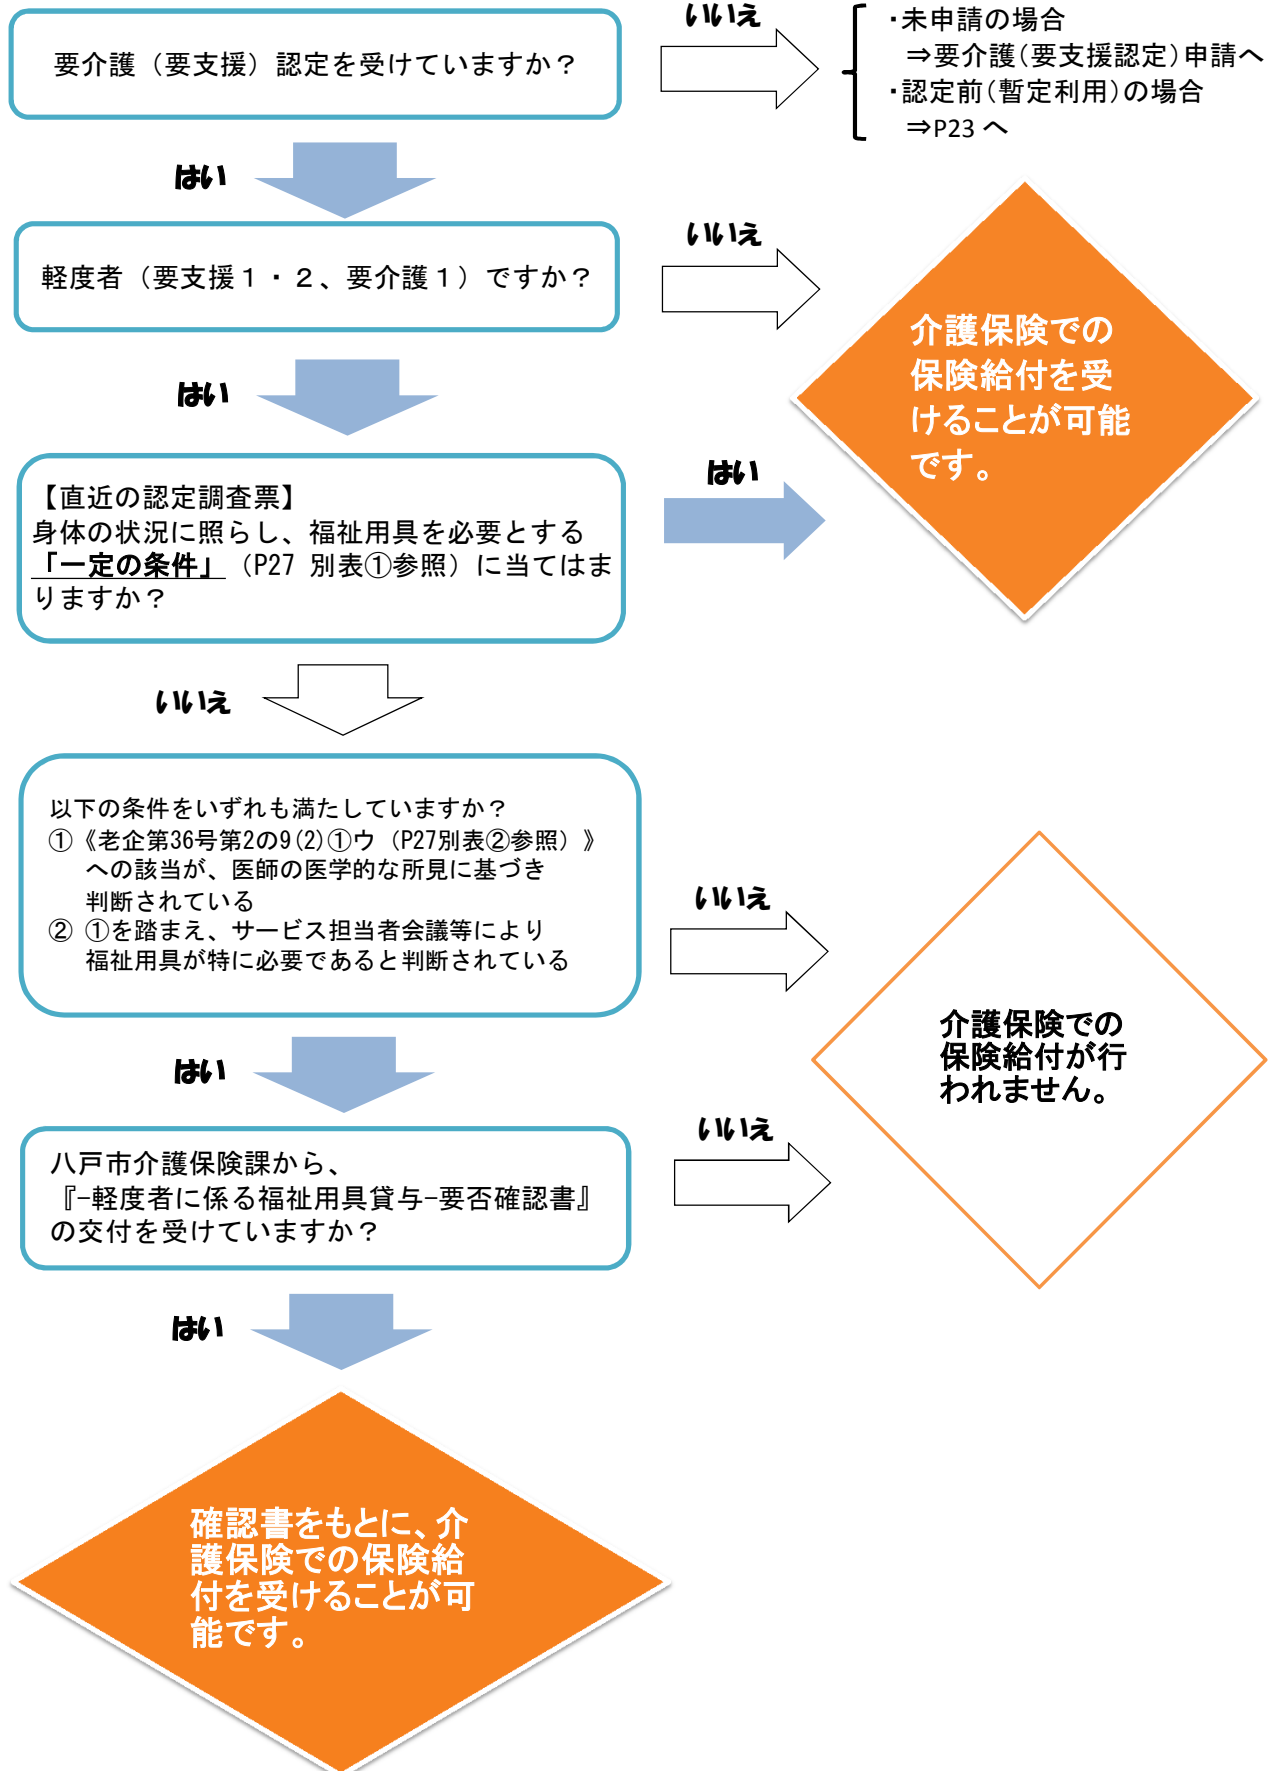 要介護（要支援）認定を受けていますか？
いいえ
・未申請の場合
⇒要介護(要支援認定)申請へ
・認定前(暫定利用)の場合
⇒P23 へ
はい
軽度者（要支援１・２、要介護１）ですか？
いいえ
介護保険での
保険給付を受
けることが可能
です。
はい
【直近の認定調査票】
身体の状況に照らし、福祉用具を必要とする
「一定の条件」（P27 別表①参照）に当てはま
りますか？
はい
いいえ
以下の条件をいずれも満たしていますか？
①《老企第36号第2の9(2)①ウ（P27別表②参照）》
への該当が、医師の医学的な所見に基づき
判断されている
② ①を踏まえ、サービス担当者会議等により
福祉用具が特に必要であると判断されている
いいえ
介護保険での
保険給付が行
われません。
はい
八戸市介護保険課から、
『-軽度者に係る福祉用具貸与-要否確認書』
の交付を受けていますか？
いいえ
はい
確認書をもとに、介
護保険での保険給
付を受けることが可
能です。